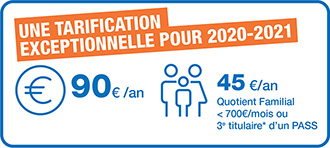 UNE TARIFICATION
EXCEPTIONNELLE POUR 2020-2021
€ 90€ /an
45 €/an
Quotient Familial
< 700€/mois ou
3e titulaire* d'un PASS